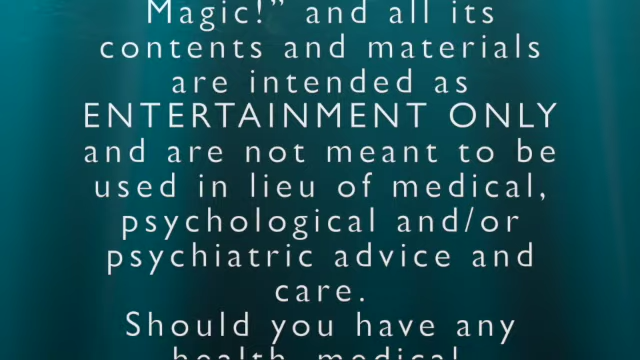 Magic!” and all its
contents and materials
are intended as
ENTERTAINMENT ONLY
and are not meant to be
used in lieu of medical,
psychological and/or
psychiatric advice and
care.
Should you have any
health, medical